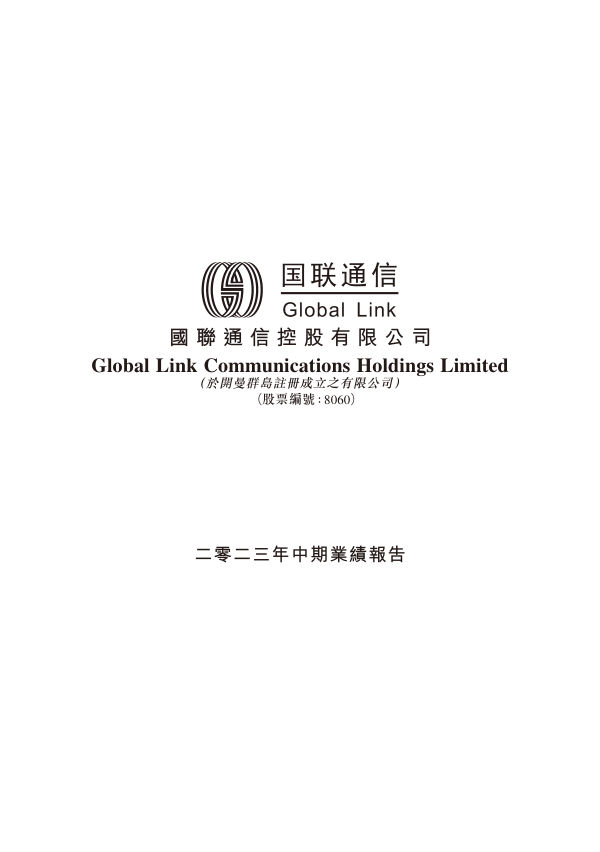 国联通信
Global Link
國聯通信控股有限公司
Global Link Communications Holdings Limited
（於開曼群島註冊成立之有限公司）
（股票編號：8060）
二零二三年中期業績報告